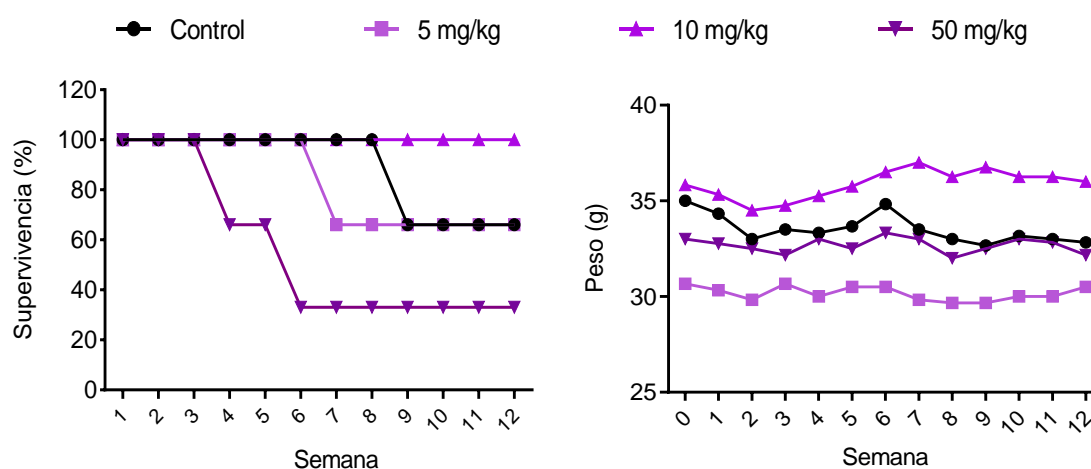 Control 5 mg/kg 10 mg/kg 50 mg/kg
Supervivencia (%)
120
100
80
60
40
20
0
1 2 3 4 5 6 7 8 9 10 11 12
Semana
Peso (g)
40
35
30
25
0 1 2 3 4 5 6 7 8 9 10 11 12
Semana